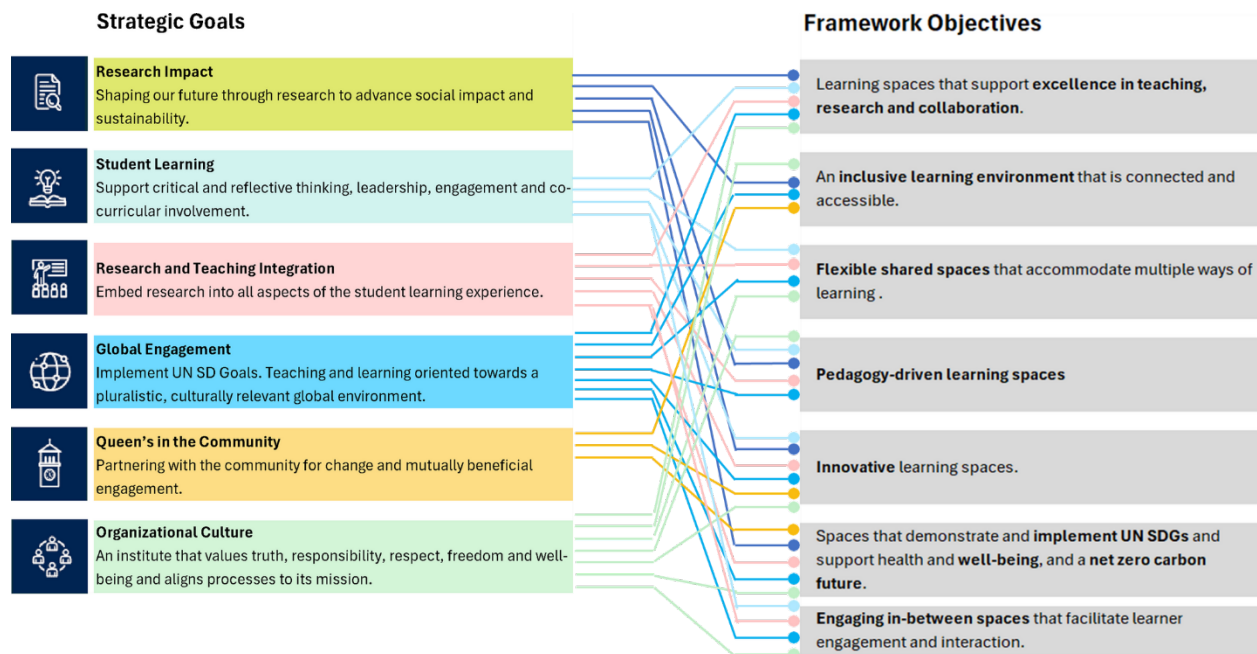 Strategic Goals
Research Impact
Shaping our future through research to advance social impact and
sustainability.
Student Learning
Support critical and reflective thinking, leadership, engagement and co-
curricular involvement.
Research and Teaching Integration
Embed research into all aspects of the student learning experience.
Global Engagement
Implement UN SD Goals. Teaching and learning oriented towards a
pluralistic, culturally relevant global environment.
Queen’s in the Community
Partnering with the community for change and mutually beneficial
engagement.
Organizational Culture
An institute that values truth, responsibility, respect, freedom and well-
being and aligns processes to its mission.
Framework Objectives
Learning spaces that support excellence in teaching,
research and collaboration.
An inclusive learning environment that is connected and
accessible.
Flexible shared spaces that accommodate multiple ways of
learning .
Pedagogy-driven learning spaces
Innovative learning spaces.
Spaces that demonstrate and implement UN SDGs and
support health and well-being, and a net zero carbon
future.
Engaging in-between spaces that facilitate learner
engagement and interaction.